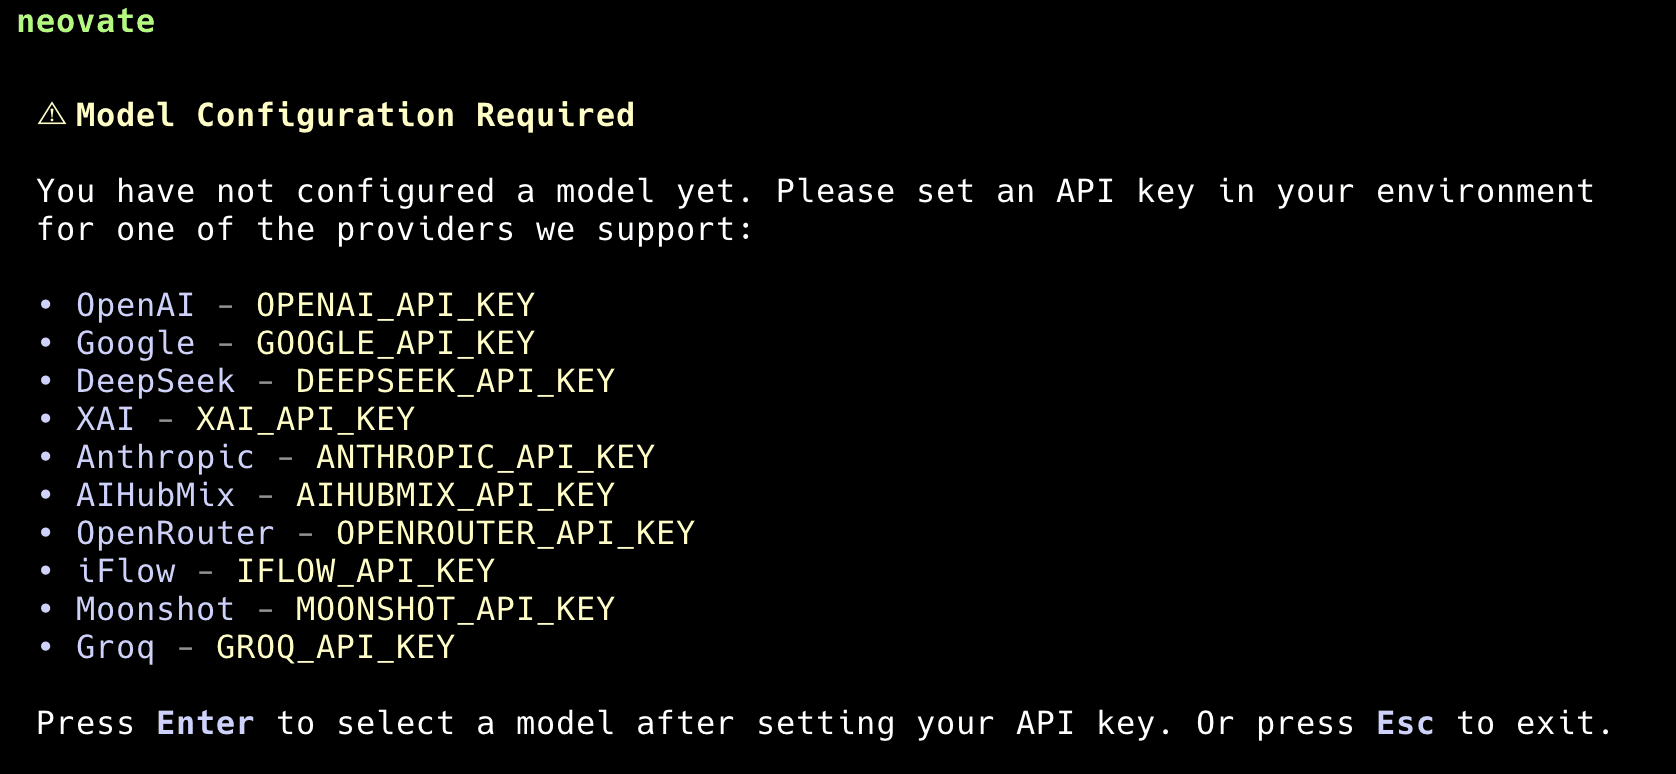 neovate
⚠ Model Configuration Required
You have not configured a model yet. Please set an API key in your environment
for one of the providers we support:
• OpenAI - OPENAI_API_KEY
• Google - GOOGLE_API_KEY
• DeepSeek - DEEPSEEK_API_KEY
• XAI - XAI_API_KEY
• Anthropic - ANTHROPIC_API_KEY
• AIHubMix - AIHUBMIX_API_KEY
• OpenRouter - OPENROUTER_API_KEY
• iFlow - IFLOW_API_KEY
• Moonshot - MOONSHOT_API_KEY
• Groq - GROQ_API_KEY
Press Enter to select a model after setting your API key. Or press Esc to exit.